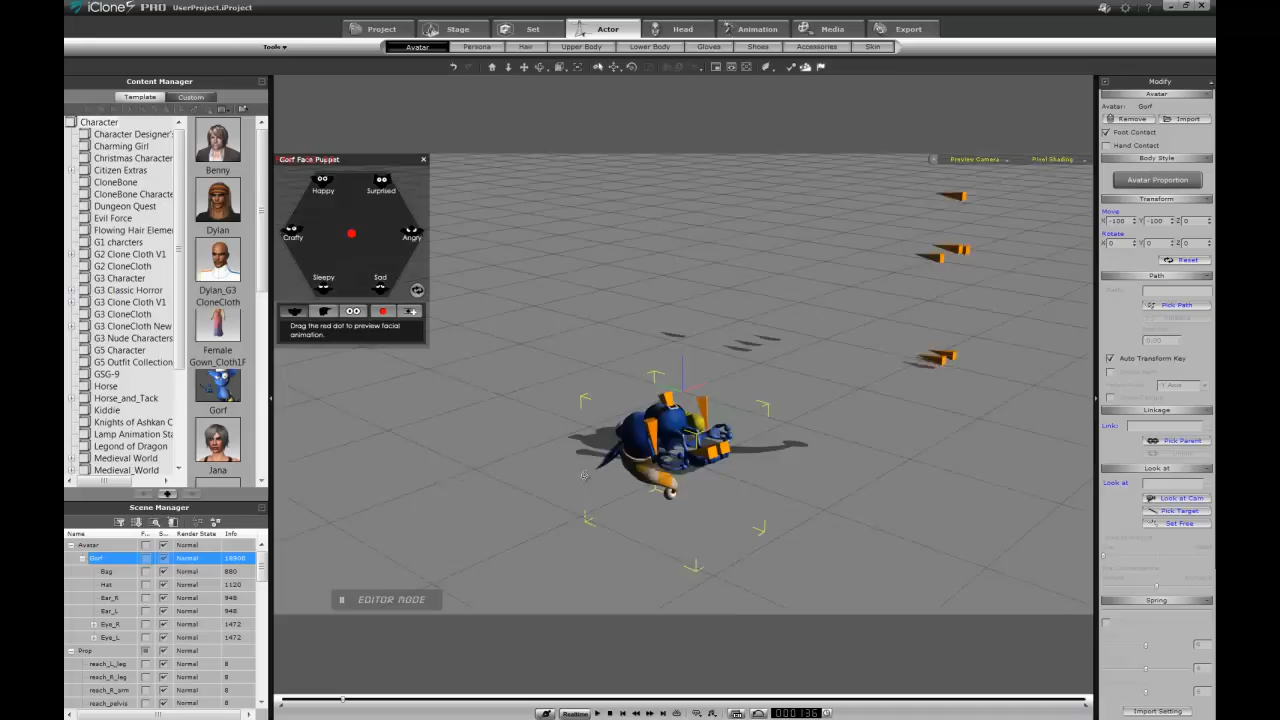 iClone5 PRO UserProject.iProject
Project Stage Set Actor Head Animation Media Export
Tools Avatar Persona Hair Upper Body Lower Body Gloves Shoes Accessories Skin
Content Manager
Template Custom
Character
Character Designer's
Charming Girl
Christmas Character
Citizen Extras
CloneBone
CloneBone Characte
Dungeon Quest
Evil Force
Flowing Hair Elemen
G1 charcters
G2 Clone Cloth V1
G2 CloneCloth
G3 Character
G3 Classic Horror
G3 Clone Cloth V1
G3 CloneCloth
G3 CloneCloth New
G3 Nude Characters
G5 Character
G5 Outfit Collection
GSG-9
Horse
Horse_and_Tack
Kiddie
Knights of Ashkan C
Lamp Animation Sta
Legend of Dragon
Medieval World
Medieval_World
Benny
Dylan
Dylan_G3
CloneCloth
Female
Gown_Cloth1F
Gorf
Jana
Scene Manager
Name F... S... Render State Info
Avatar Normal
Gorf Normal 18908
Bag Normal 880
Hat Normal 1120
Ear_R Normal 948
Ear_L Normal 948
Eye_R Normal 1472
Eye_L Normal 1472
Prop Normal
reach_L_leg Normal 8
reach_R_leg Normal 8
reach_R_arm Normal 8
reach_pelvis Normal 8
Gorf Face Puppet
Happy Surprised
Crafty Angry
Sleepy Sad
Drag the red dot to preview facial
animation.
Preview Camera Pixel Shading
EDITOR MODE
Realtime 000136
Modify
Avatar
Avatar: Gorf
Remove Import
Foot Contact
Hand Contact
Body Style
Avatar Proportion
Transform
Move
X -100 Y -100 Z 0
Rotate
X 0 Y 0 Z 0
Reset
Path
Path:
Pick Path
0.00
Auto Transform Key
Y Axis
Linkage
Link:
Pick Parent
Look at
Look at
Look at Cam
Pick Target
Set Free
Spring
Import Setting